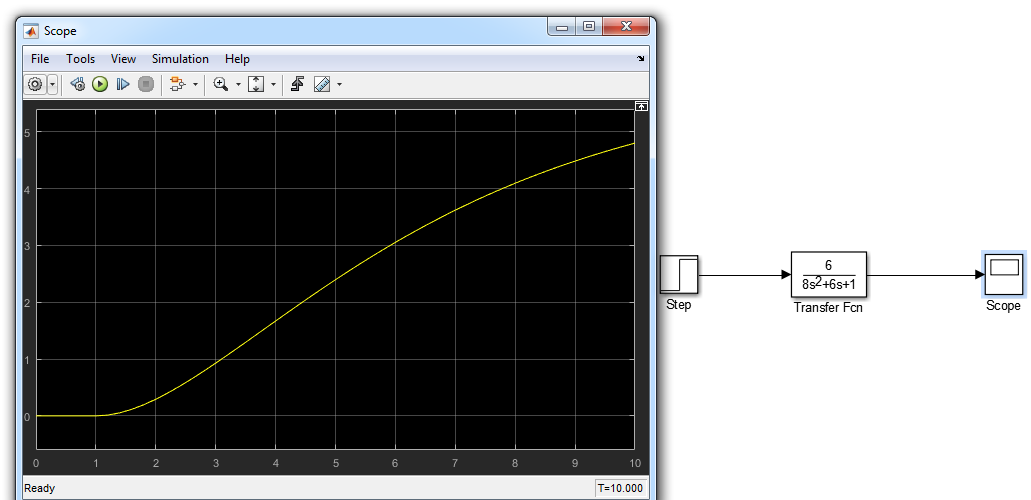 Scope
File Tools View Simulation Help
5
4
3
2
1
0
0 1 2 3 4 5 6 7 8 9 10
Ready T=10.000
Step
6
8s²+6s+1
Transfer Fcn
Scope